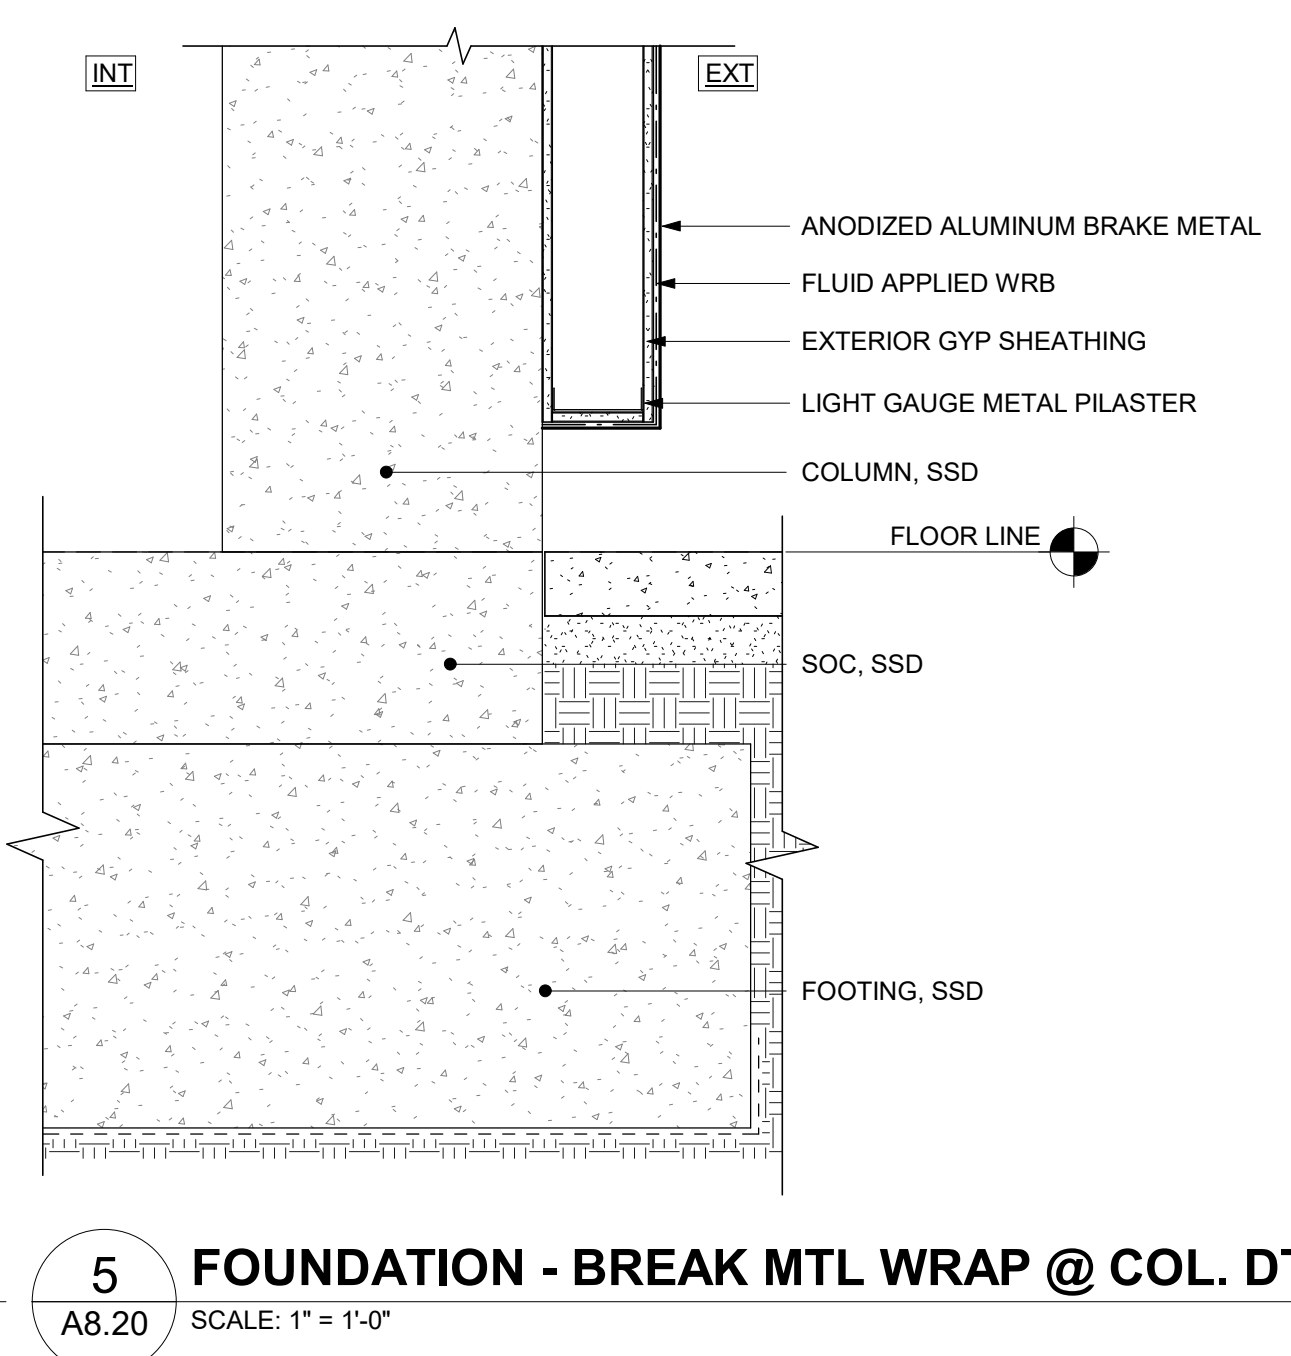 INT
EXT
ANODIZED ALUMINUM BRAKE METAL
FLUID APPLIED WRB
EXTERIOR GYP SHEATHING
LIGHT GAUGE METAL PILASTER
COLUMN, SSD
FLOOR LINE
SOC, SSD
FOOTING, SSD
5
FOUNDATION - BREAK MTL WRAP @ COL. DT
A8.20
SCALE: 1" = 1'-0"